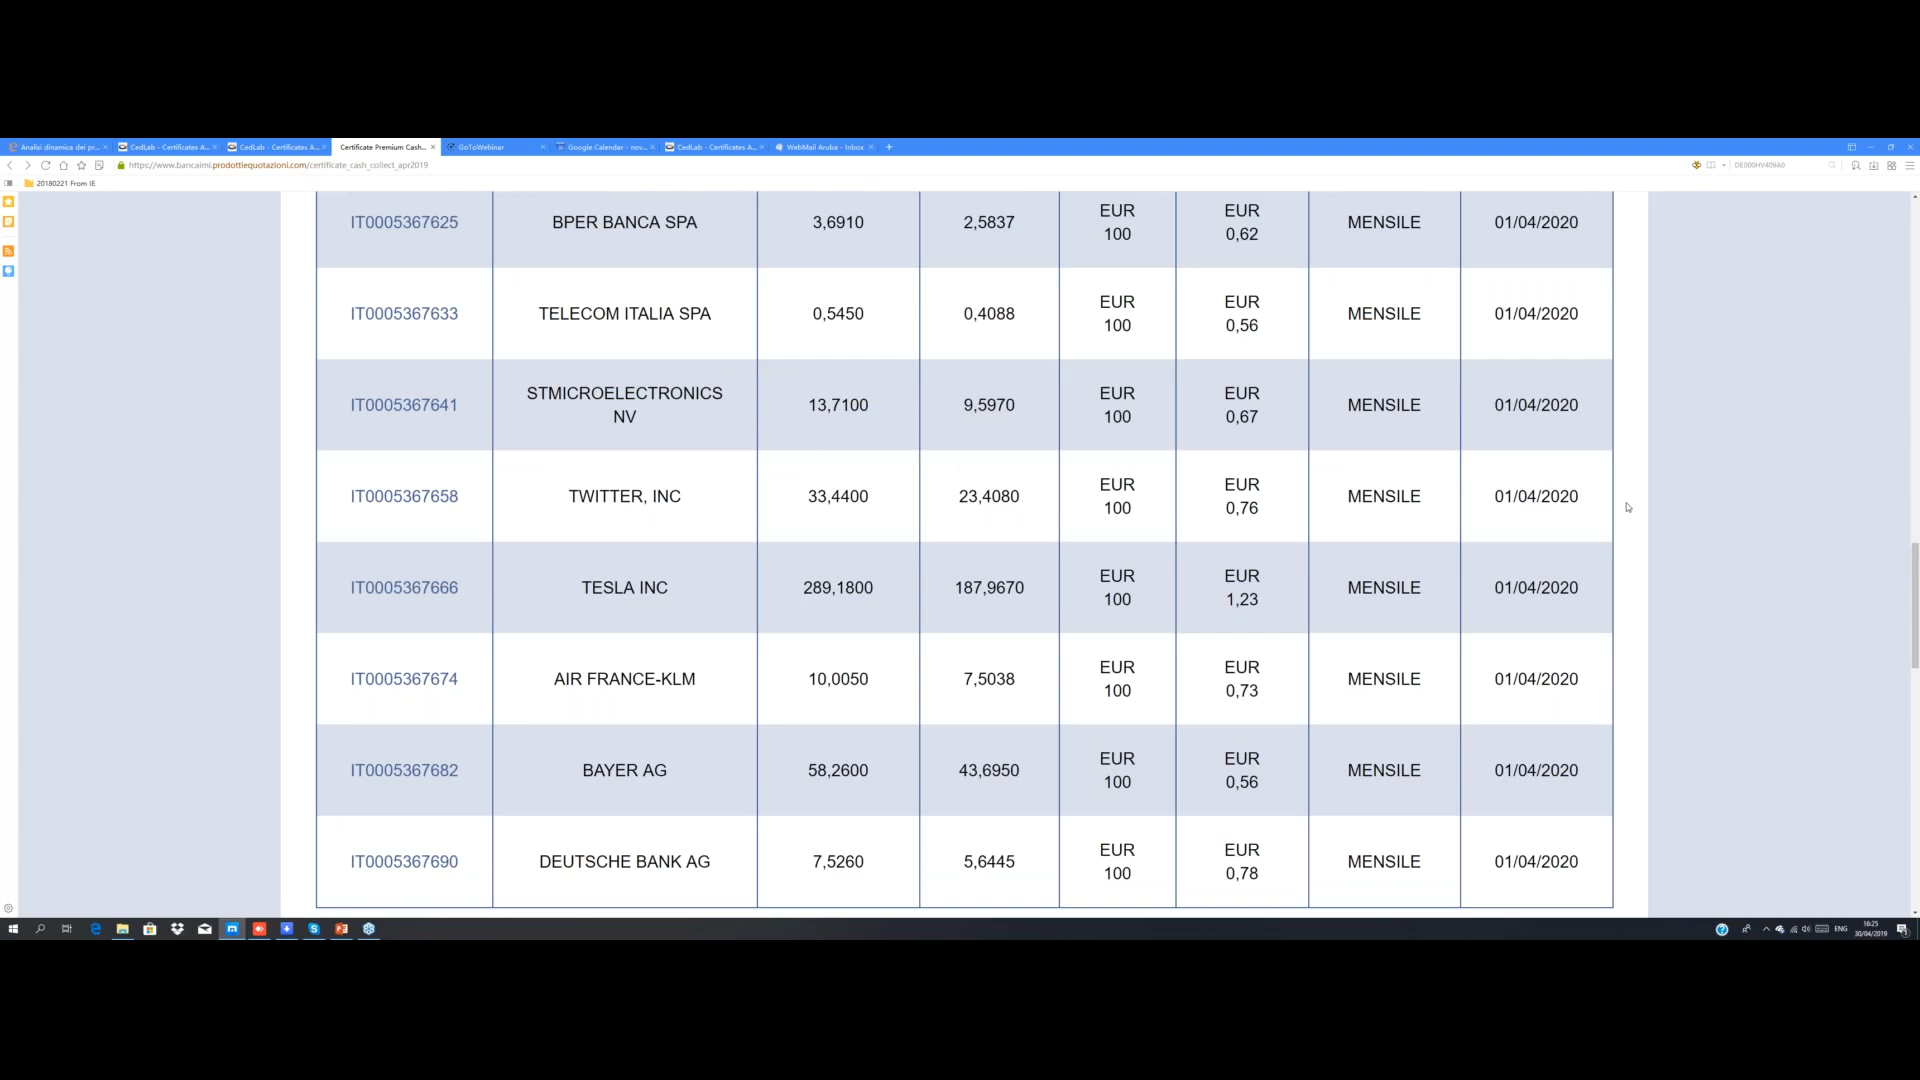 Analisi dinamica dei pr... CedLab - Certificates A... CedLab - Certificates A... Certificate Premium Cash... GoToWebinar Google Calendar - nov... CedLab - Certificates A... WebMail Aruba - Inbox
https://www.bancaimi.prodottiequotazioni.com/certificate_cash_collect_apr2019 DE000HV409A0
20180221 From IE
IT0005367625 BPER BANCA SPA 3,6910 2,5837 EUR 100 EUR 0,62 MENSILE 01/04/2020
IT0005367633 TELECOM ITALIA SPA 0,5450 0,4088 EUR 100 EUR 0,56 MENSILE 01/04/2020
IT0005367641 STMICROELECTRONICS NV 13,7100 9,5970 EUR 100 EUR 0,67 MENSILE 01/04/2020
IT0005367658 TWITTER, INC 33,4400 23,4080 EUR 100 EUR 0,76 MENSILE 01/04/2020
IT0005367666 TESLA INC 289,1800 187,9670 EUR 100 EUR 1,23 MENSILE 01/04/2020
IT0005367674 AIR FRANCE-KLM 10,0050 7,5038 EUR 100 EUR 0,73 MENSILE 01/04/2020
IT0005367682 BAYER AG 58,2600 43,6950 EUR 100 EUR 0,56 MENSILE 01/04/2020
IT0005367690 DEUTSCHE BANK AG 7,5260 5,6445 EUR 100 EUR 0,78 MENSILE 01/04/2020
ENG 16:25
30/04/2019